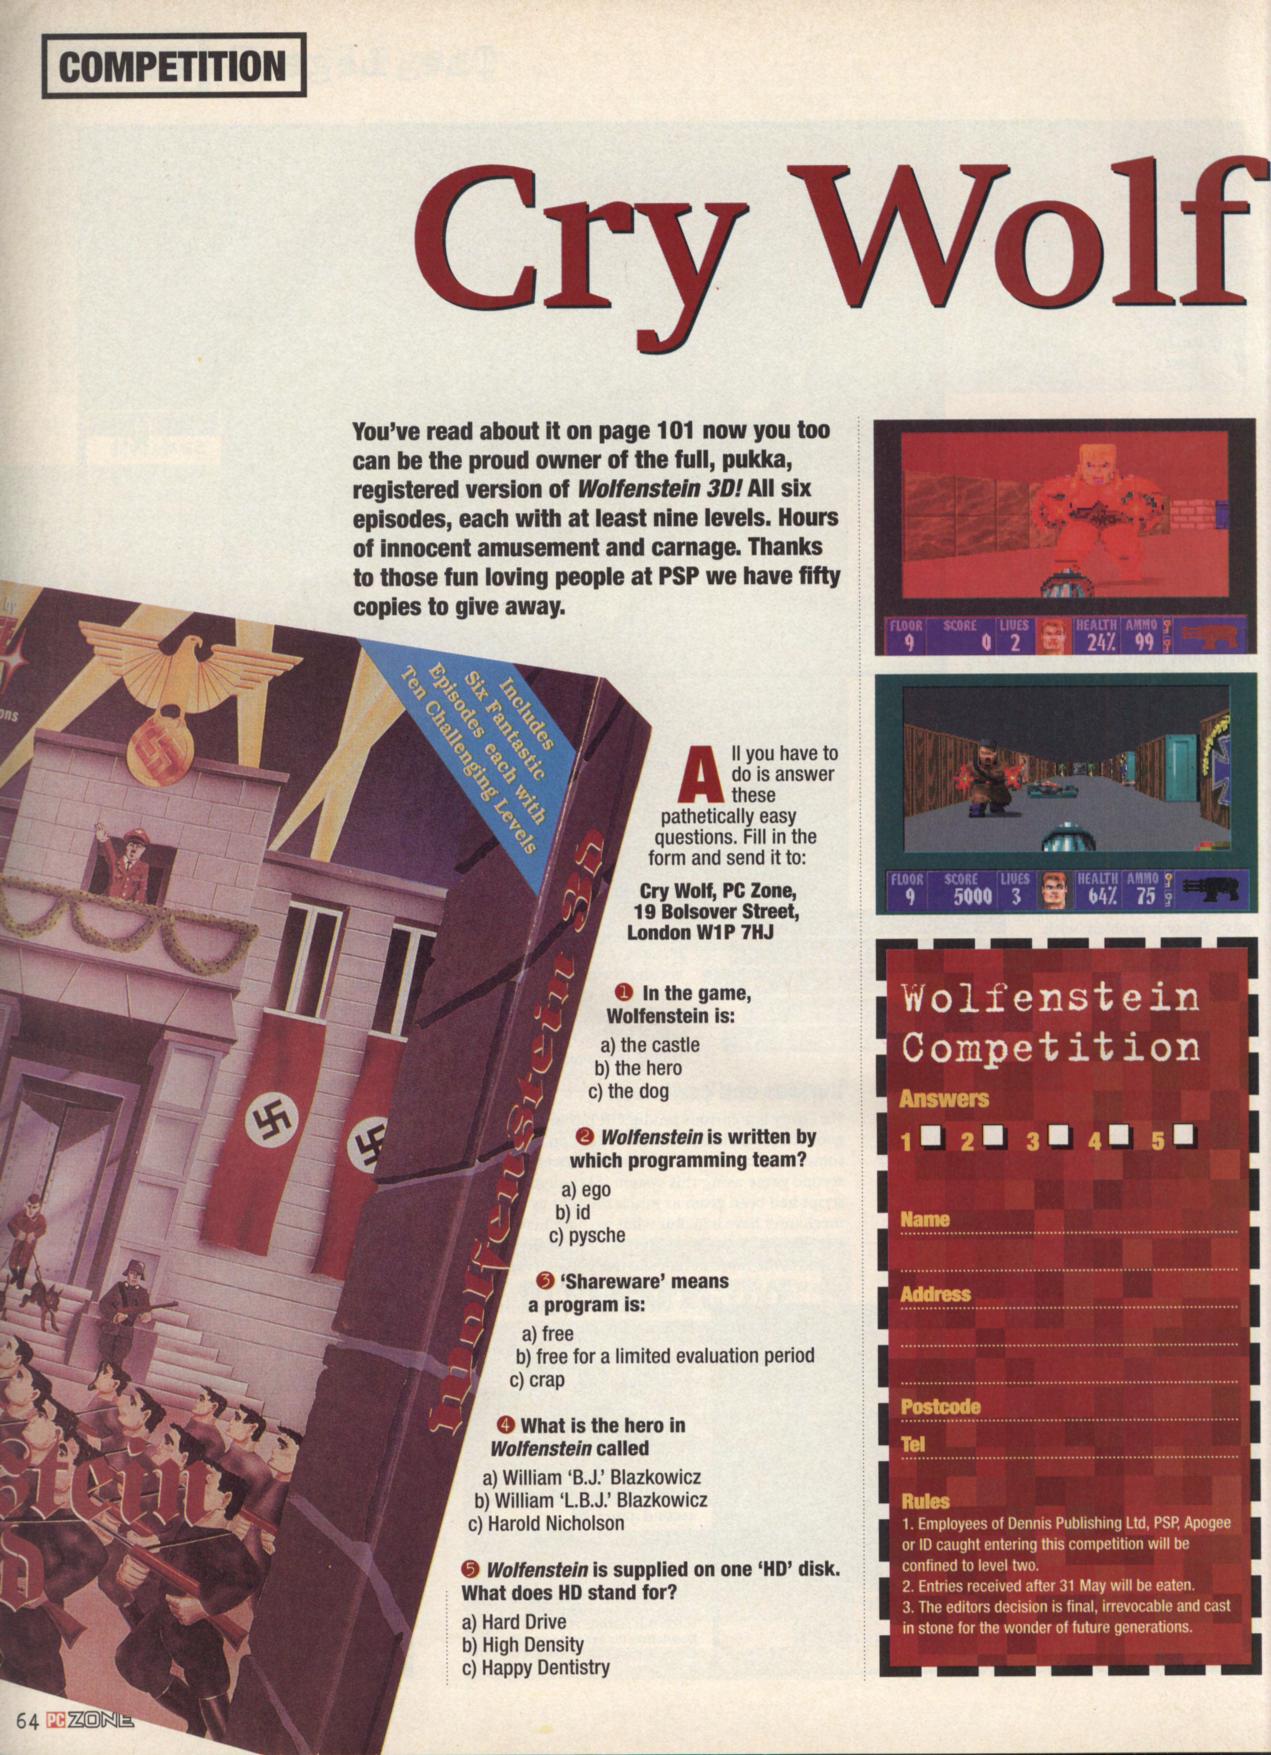 COMPETITION
Cry Wolf
You've read about it on page 101 now you too
can be the proud owner of the full, pukka,
registered version of Wolfenstein 3D! All six
episodes, each with at least nine levels. Hours
of innocent amusement and carnage. Thanks
to those fun loving people at PSP we have fifty
copies to give away.
by
ons
Includes
Six Fantastic
Episodes each with
Ten Challenging Levels
Wolfenstein 3D
stein
D
All you have to
do is answer
these
pathetically easy
questions. Fill in the
form and send it to:
Cry Wolf, PC Zone,
19 Bolsover Street,
London W1P 7HJ
1 In the game,
Wolfenstein is:
a) the castle
b) the hero
c) the dog
2 Wolfenstein is written by
which programming team?
a) ego
b) id
c) pysche
3 ‘Shareware’ means
a program is:
a) free
b) free for a limited evaluation period
c) crap
4 What is the hero in
Wolfenstein called
a) William ‘B.J.’ Blazkowicz
b) William ‘L.B.J.’ Blazkowicz
c) Harold Nicholson
5 Wolfenstein is supplied on one ‘HD’ disk.
What does HD stand for?
a) Hard Drive
b) High Density
c) Happy Dentistry
FLOOR SCORE LIVES HEALTH AMMO
9 0 2 24% 99
FLOOR SCORE LIVES HEALTH AMMO
9 5000 3 64% 75
Wolfenstein
Competition
Answers
1 2 3 4 5
Name
Address
Postcode
Tel
Rules
1. Employees of Dennis Publishing Ltd, PSP, Apogee
or ID caught entering this competition will be
confined to level two.
2. Entries received after 31 May will be eaten.
3. The editors decision is final, irrevocable and cast
in stone for the wonder of future generations.
64 PC ZONE